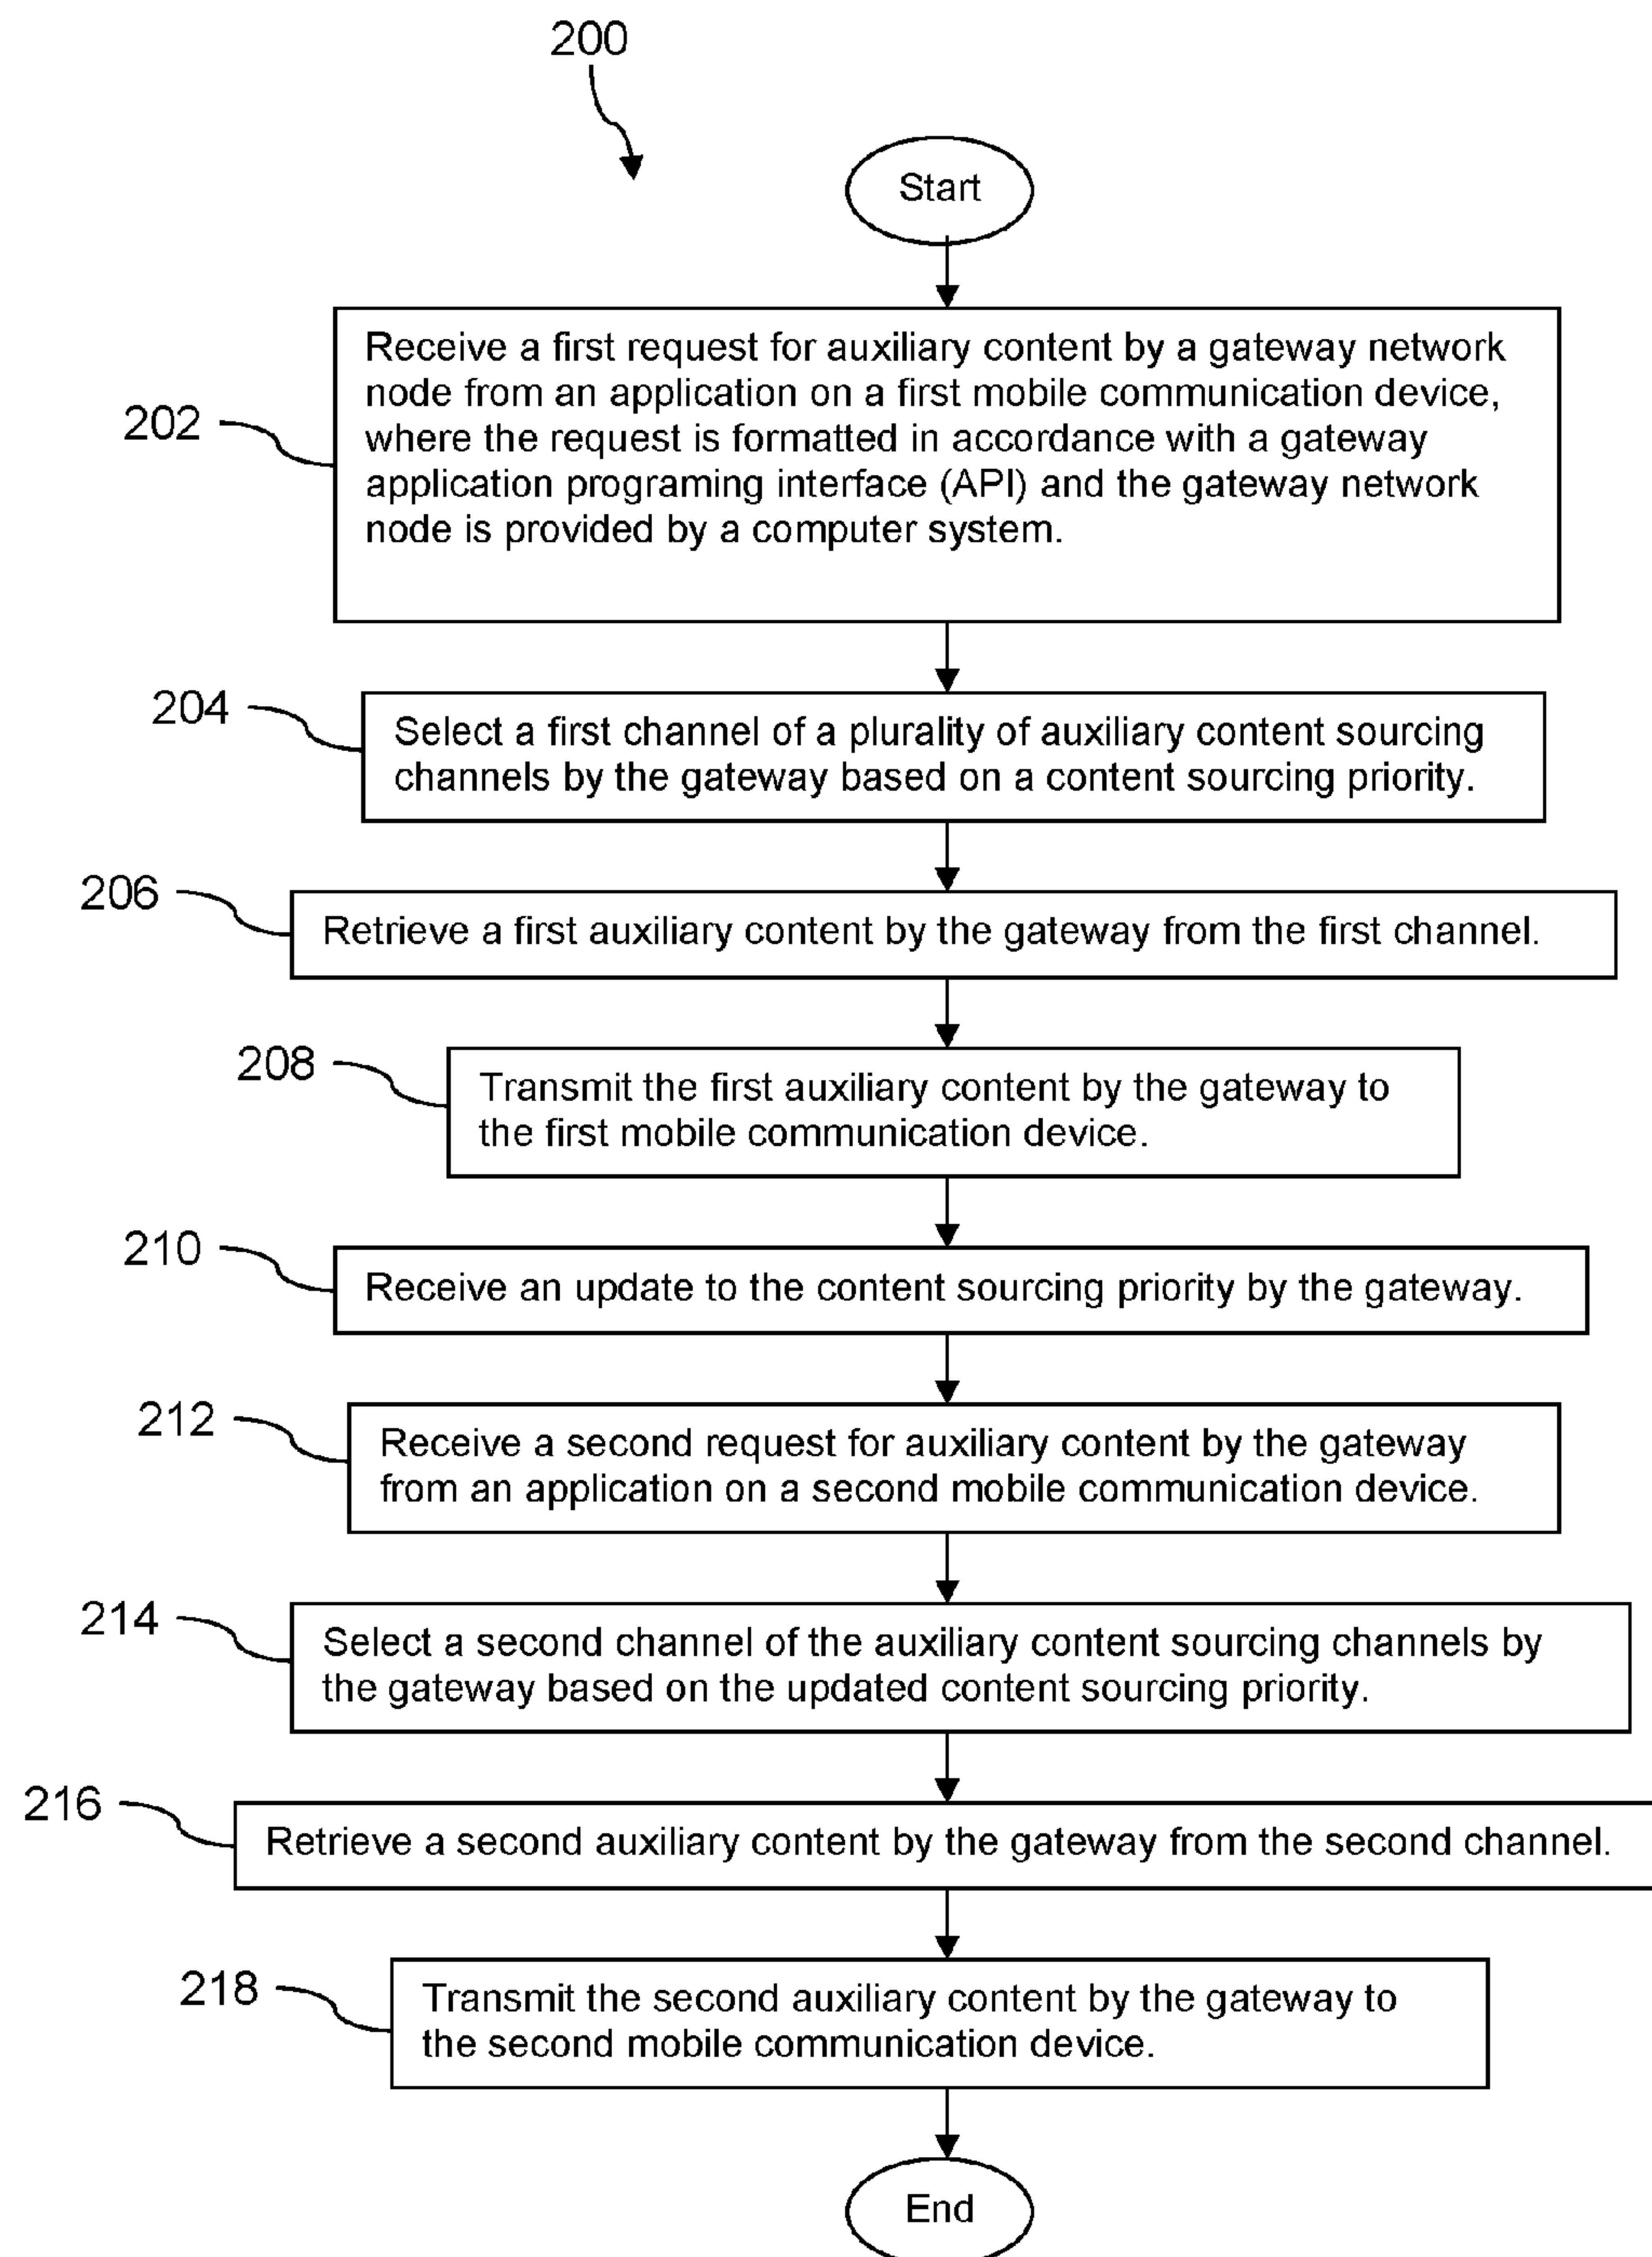 200
Start
202
Receive a first request for auxiliary content by a gateway network
node from an application on a first mobile communication device,
where the request is formatted in accordance with a gateway
application programing interface (API) and the gateway network
node is provided by a computer system.
204
Select a first channel of a plurality of auxiliary content sourcing
channels by the gateway based on a content sourcing priority.
206
Retrieve a first auxiliary content by the gateway from the first channel.
208
Transmit the first auxiliary content by the gateway to
the first mobile communication device.
210
Receive an update to the content sourcing priority by the gateway.
212
Receive a second request for auxiliary content by the gateway
from an application on a second mobile communication device.
214
Select a second channel of the auxiliary content sourcing channels by
the gateway based on the updated content sourcing priority.
216
Retrieve a second auxiliary content by the gateway from the second channel.
218
Transmit the second auxiliary content by the gateway to
the second mobile communication device.
End